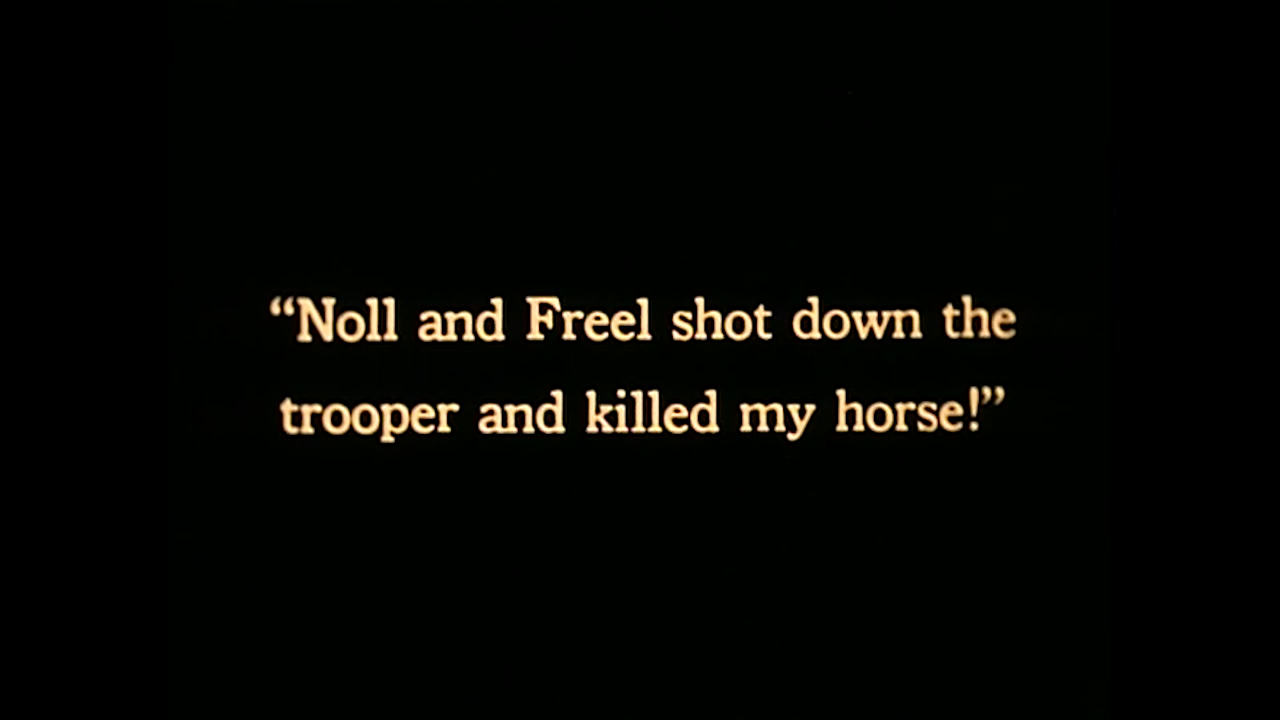 “Noll and Freel shot down the
trooper and killed my horse!”